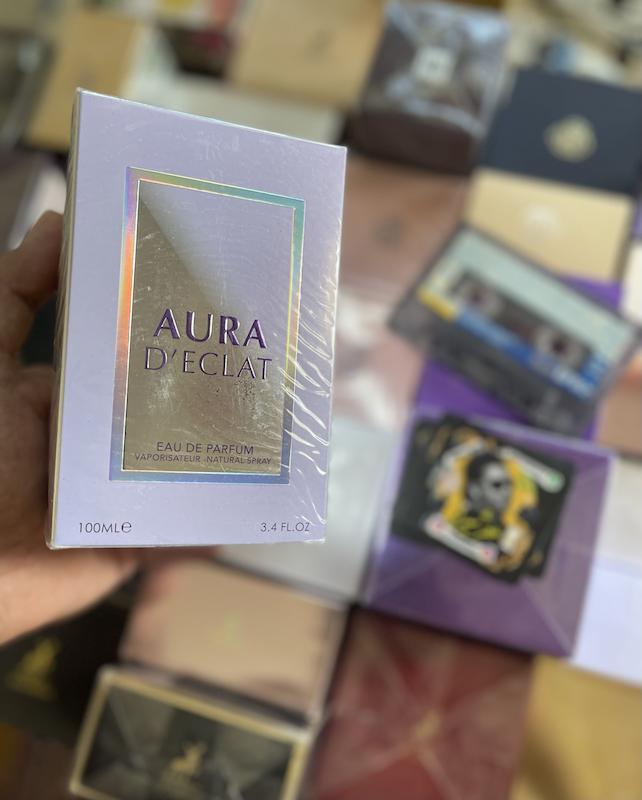 AURA
D'ECLAT
EAU DE PARFUM
VAPORISATEUR - NATURAL SPRAY
100ML℮
3.4 FL.OZ